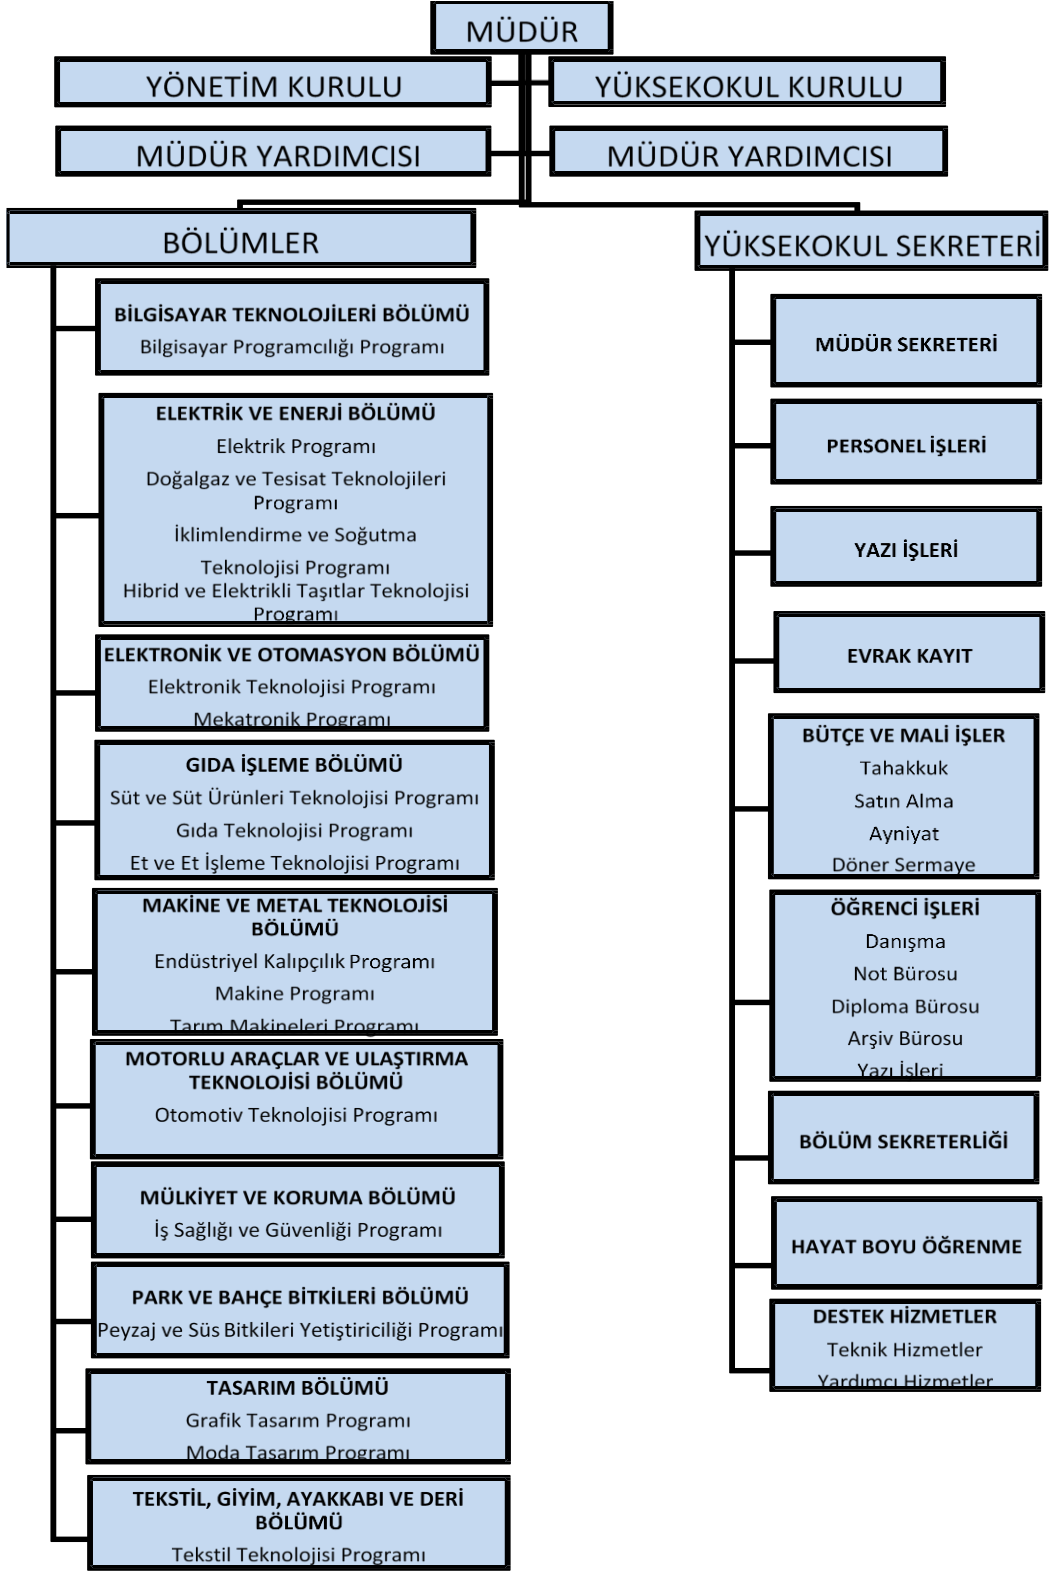 MÜDÜR
YÖNETİM KURULU
YÜKSEKOKUL KURULU
MÜDÜR YARDIMCISI
MÜDÜR YARDIMCISI
BÖLÜMLER
BİLGİSAYAR TEKNOLOJİLERİ BÖLÜMÜ
Bilgisayar Programcılığı Programı
ELEKTRİK VE ENERJİ BÖLÜMÜ
Elektrik Programı
Doğalgaz ve Tesisat Teknolojileri
Programı
İklimlendirme ve Soğutma
Teknolojisi Programı
Hibrid ve Elektrikli Taşıtlar Teknolojisi
Programı
ELEKTRONİK VE OTOMASYON BÖLÜMÜ
Elektronik Teknolojisi Programı
Mekatronik Programı
GIDA İŞLEME BÖLÜMÜ
Süt ve Süt Ürünleri Teknolojisi Programı
Gıda Teknolojisi Programı
Et ve Et İşleme Teknolojisi Programı
MAKİNE VE METAL TEKNOLOJİSİ
BÖLÜMÜ
Endüstriyel Kalıpçılık Programı
Makine Programı
Tarım Makineleri Programı
MOTORLU ARAÇLAR VE ULAŞTIRMA
TEKNOLOJİSİ BÖLÜMÜ
Otomotiv Teknolojisi Programı
MÜLKİYET VE KORUMA BÖLÜMÜ
İş Sağlığı ve Güvenliği Programı
PARK VE BAHÇE BİTKİLERİ BÖLÜMÜ
Peyzaj ve Süs Bitkileri Yetiştiriciliği Programı
TASARIM BÖLÜMÜ
Grafik Tasarım Programı
Moda Tasarım Programı
TEKSTİL, GİYİM, AYAKKABI VE DERİ
BÖLÜMÜ
Tekstil Teknolojisi Programı
YÜKSEKOKUL SEKRETERİ
MÜDÜR SEKRETERİ
PERSONEL İŞLERİ
YAZI İŞLERİ
EVRAK KAYIT
BÜTÇE VE MALİ İŞLER
Tahakkuk
Satın Alma
Ayniyat
Döner Sermaye
ÖĞRENCİ İŞLERİ
Danışma
Not Bürosu
Diploma Bürosu
Arşiv Bürosu
Yazı İşleri
BÖLÜM SEKRETERLİĞİ
HAYAT BOYU ÖĞRENME
DESTEK HİZMETLER
Teknik Hizmetler
Yardımcı Hizmetler